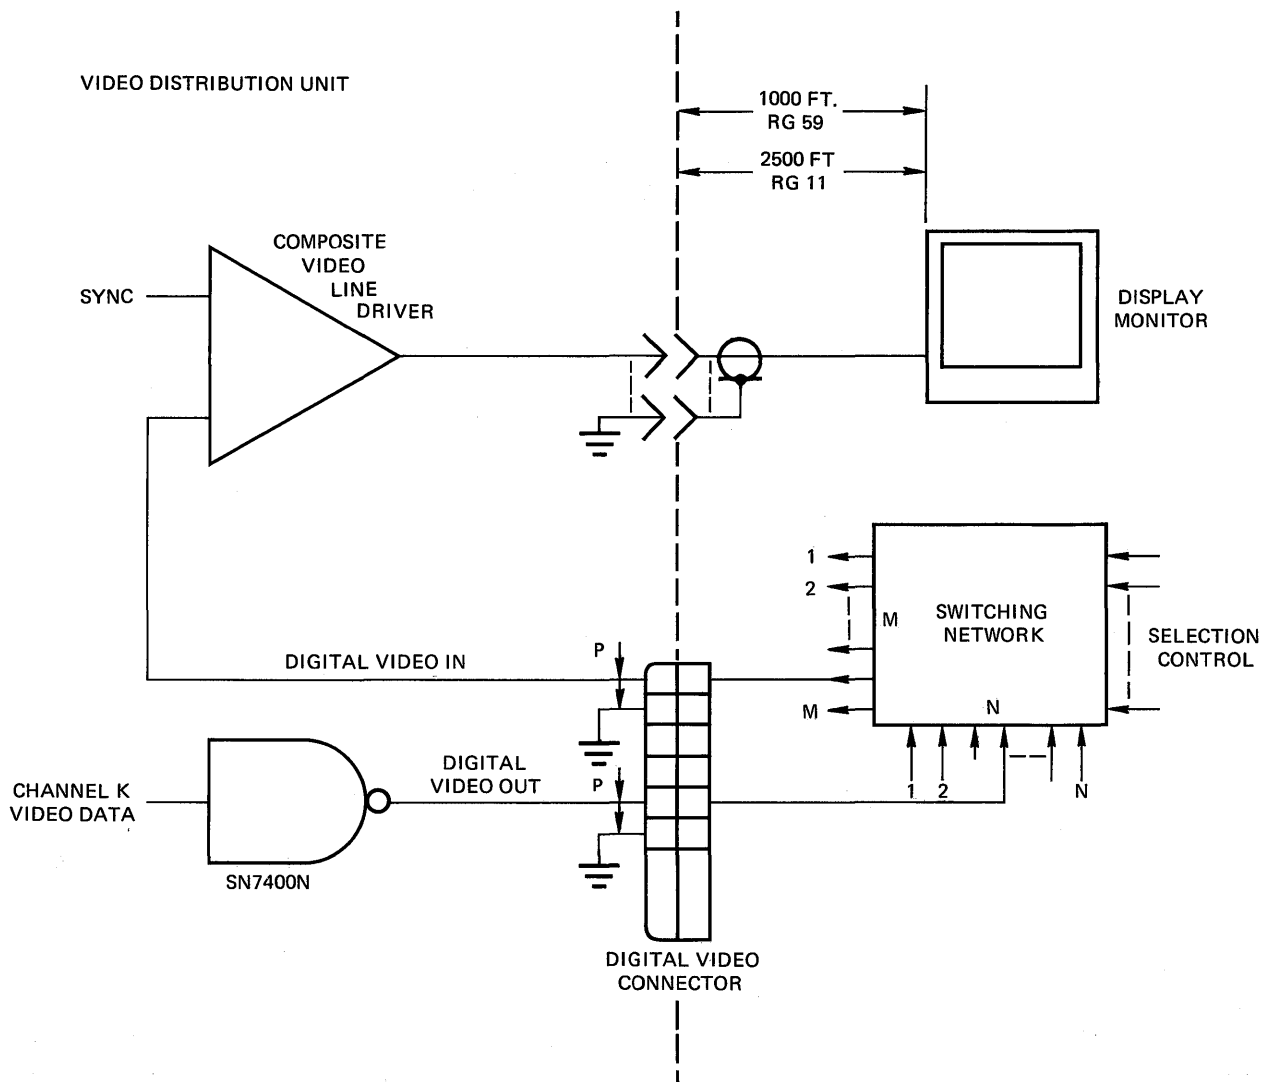 VIDEO DISTRIBUTION UNIT
1000 FT.
RG 59
2500 FT
RG 11
COMPOSITE
VIDEO
LINE
DRIVER
SYNC
DISPLAY
MONITOR
1
2
M
SWITCHING
NETWORK
SELECTION
CONTROL
N
M
P
DIGITAL VIDEO IN
1 2
N
DIGITAL
VIDEO OUT
P
CHANNEL K
VIDEO DATA
SN7400N
DIGITAL VIDEO
CONNECTOR